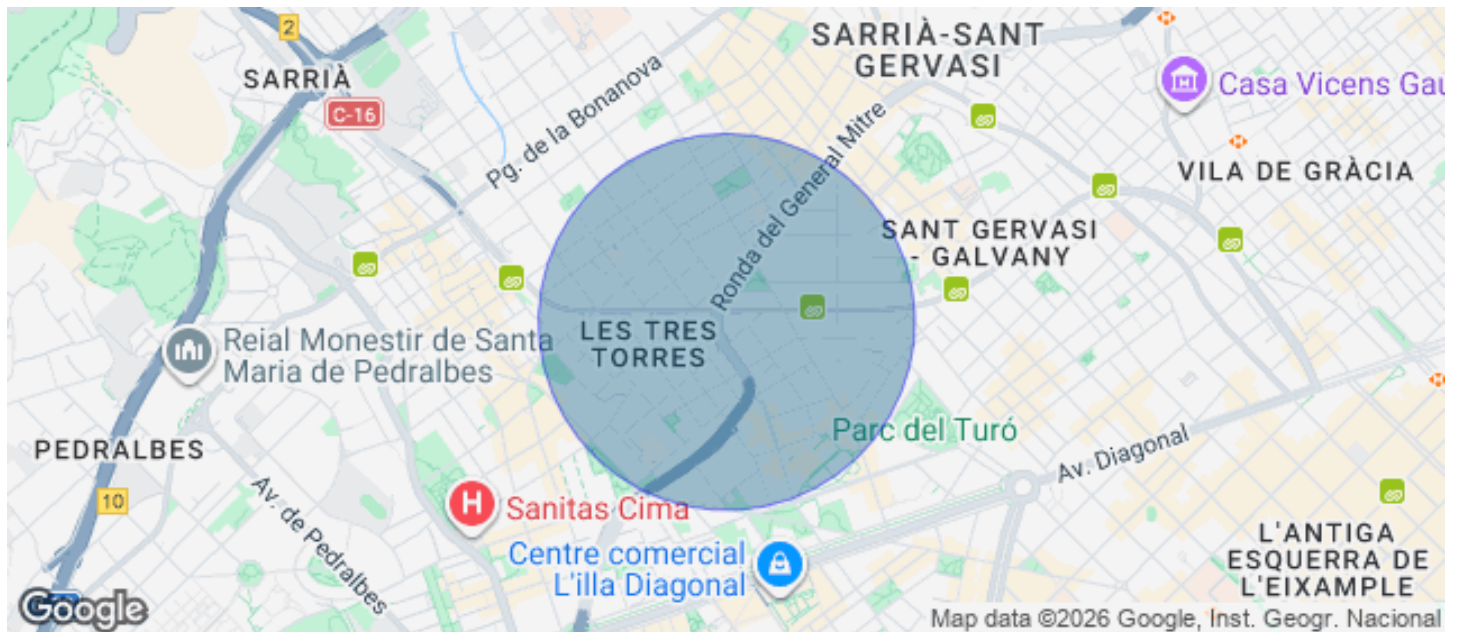 2
SARRIÀ
C-16
Pg. de la Bonanova
SARRIÀ-SANT
GERVASI
Casa Vicens Gau
Ronda del General Mitre
VILA DE GRÀCIA
SANT GERVASI
- GALVANY
LES TRES
TORRES
Reial Monestir de Santa
Maria de Pedralbes
PEDRALBES
Parc del Turó
Av. Diagonal
10
Av. de Pedralbes
H
Sanitas Cima
Centre comercial
L'illa Diagonal
L'ANTIGA
ESQUERRA DE
L'EIXAMPLE
Google
Map data ©2026 Google, Inst. Geogr. Nacional